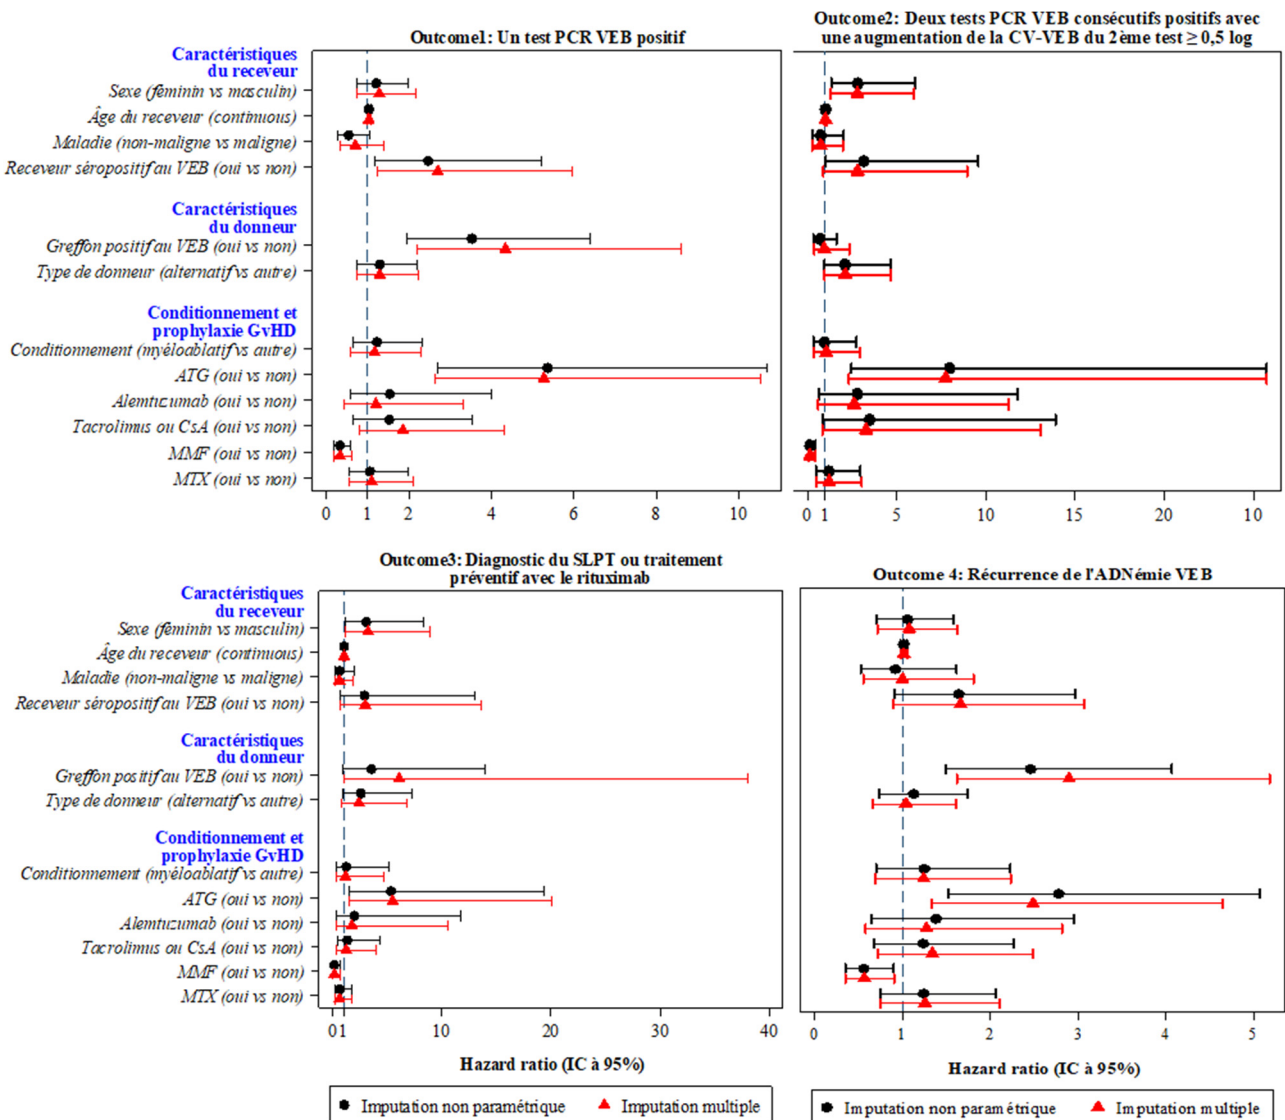 Outcome1: Un test PCR VEB positif
Caractéristiques
du receveur
Sexe (féminin vs masculin)
Âge du receveur (continuous)
Maladie (non-maligne vs maligne)
Receveur séropositif au VEB (oui vs non)
Caractéristiques
du donneur
Greffon positif au VEB (oui vs non)
Type de donneur (alternatif vs autre)
Conditionnement et
prophylaxie GvHD
Conditionnement (myéloablatif vs autre)
ATG (oui vs non)
Alemtuzumab (oui vs non)
Tacrolimus ou CsA (oui vs non)
MMF (oui vs non)
MTX (oui vs non)
0 1 2 4 6 8 10
Outcome2: Deux tests PCR VEB consécutifs positifs avec
une augmentation de la CV-VEB du 2ème test ≥ 0,5 log
0 1 5 10 15 20 10
Outcome3: Diagnostic du SLPT ou traitement
préventif avec le rituximab
Caractéristiques
du receveur
Sexe (féminin vs masculin)
Âge du receveur (continuous)
Maladie (non-maligne vs maligne)
Receveur séropositif au VEB (oui vs non)
Caractéristiques
du donneur
Greffon positif au VEB (oui vs non)
Type de donneur (alternatif vs autre)
Conditionnement et
prophylaxie GvHD
Conditionnement (myéloablatif vs autre)
ATG (oui vs non)
Alemtuzumab (oui vs non)
Tacrolimus ou CsA (oui vs non)
MMF (oui vs non)
MTX (oui vs non)
0 1 10 20 30 40
Hazard ratio (IC à 95%)
Imputation non paramétrique Imputation multiple
Outcome 4: Récurrence de l'ADNémie VEB
0 1 2 3 4 5
Hazard ratio (IC à 95%)
Imputation non paramétrique Imputation multiple